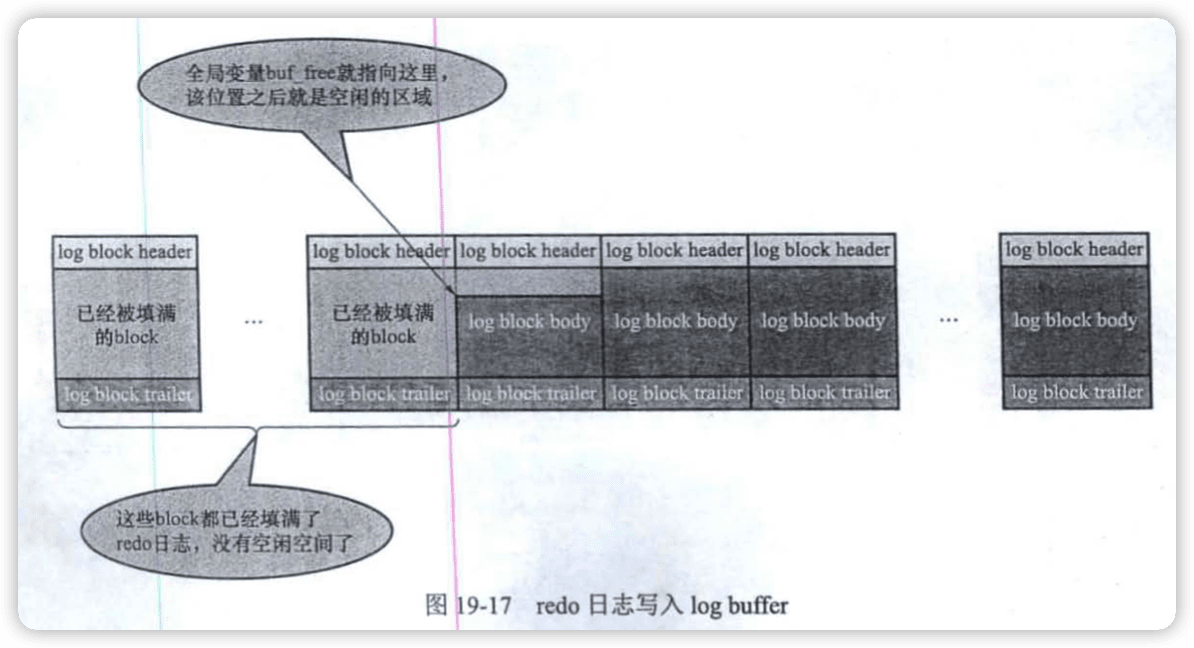 全局变量buf_free就指向这里，
该位置之后就是空闲的区域
log block header
log block header
log block header
log block header
log block header
log block header
已经被填满
的block
...
已经被填满
的block
log block body
log block body
log block body
...
log block body
log block trailer
log block trailer
log block trailer
log block trailer
log block trailer
log block trailer
这些block都已经填满了
redo日志，没有空闲空间了
图 19-17 redo 日志写入 log buffer